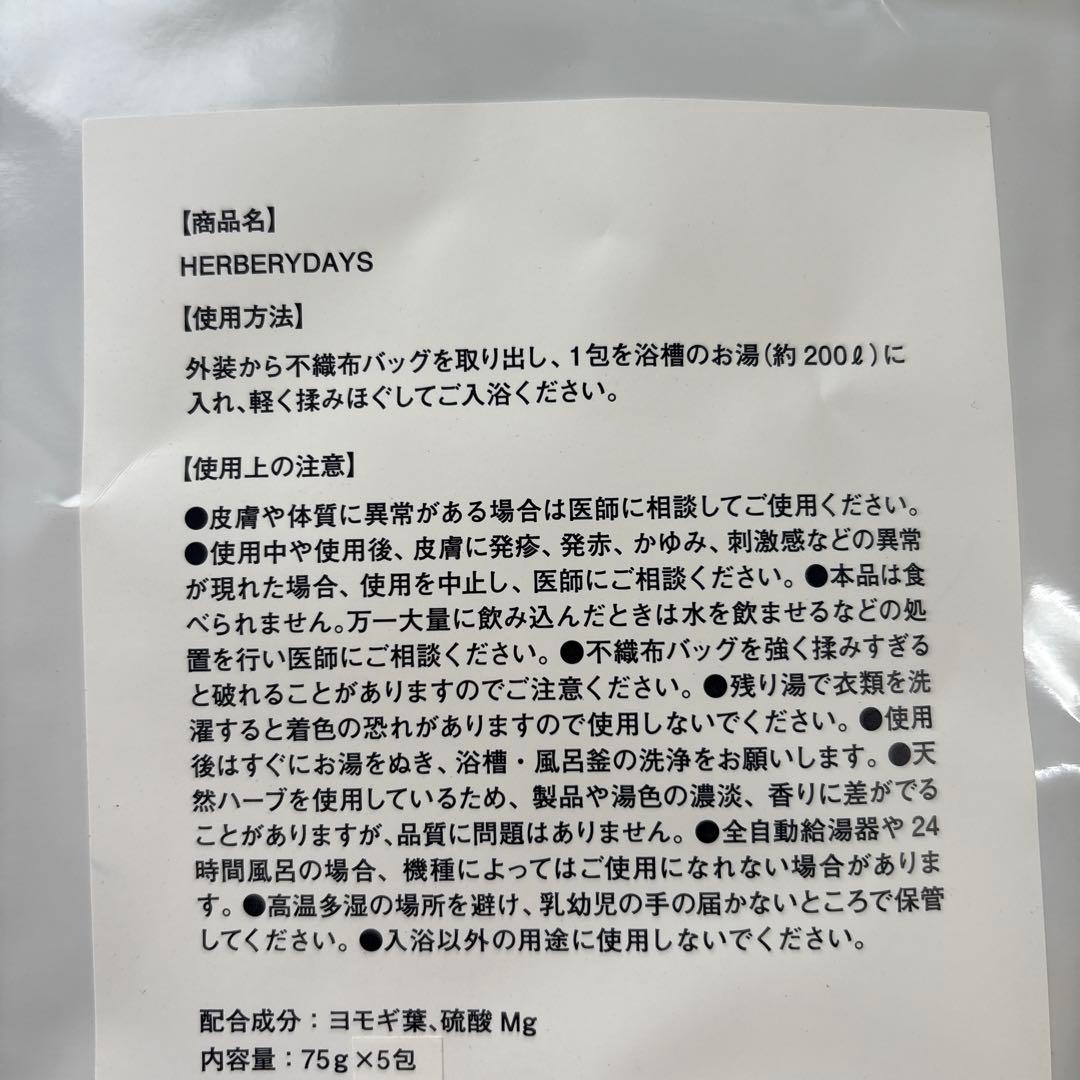 【商品名】
HERBERYDAYS
【使用方法】
外装から不織布バッグを取り出し、1包を浴槽のお湯(約 200ℓ)に
入れ、軽く揉みほぐしてご入浴ください。
【使用上の注意】
●皮膚や体質に異常がある場合は医師に相談してご使用ください。
●使用中や使用後、皮膚に発疹、発赤、かゆみ、刺激感などの異常
が現れた場合、使用を中止し、医師にご相談ください。●本品は食
べられません。万一大量に飲み込んだときは水を飲ませるなどの処
置を行い医師にご相談ください。●不織布バッグを強く揉みすぎる
と破れることがありますのでご注意ください。●残り湯で衣類を洗
濯すると着色の恐れがありますので使用しないでください。●使用
後はすぐにお湯をぬき、浴槽・風呂釜の洗浄をお願いします。●天
然ハーブを使用しているため、製品や湯色の濃淡、香りに差がでる
ことがありますが、品質に問題はありません。●全自動給湯器や 24
時間風呂の場合、機種によってはご使用になれない場合がありま
す。●高温多湿の場所を避け、乳幼児の手の届かないところで保管
してください。●入浴以外の用途に使用しないでください。
配合成分：ヨモギ葉、硫酸 Mg
内容量：75g×5包